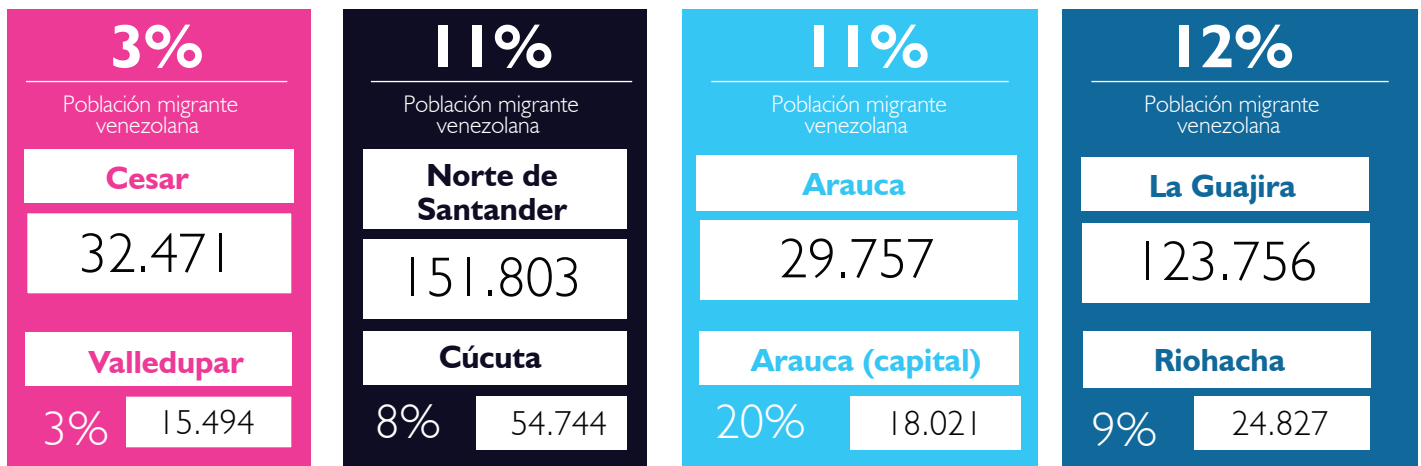 3%
Población migrante
venezolana
Cesar
32.471
Valledupar
3% 15.494
11%
Población migrante
venezolana
Norte de
Santander
151.803
Cúcuta
8% 54.744
11%
Población migrante
venezolana
Arauca
29.757
Arauca (capital)
20% 18.021
12%
Población migrante
venezolana
La Guajira
123.756
Riohacha
9% 24.827